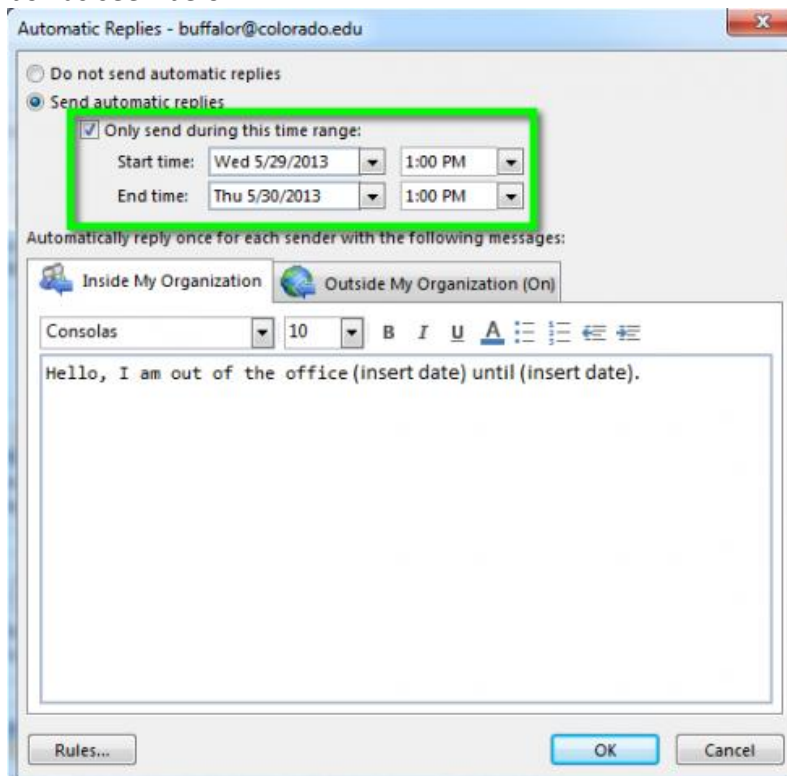 Automatic Replies - buffalor@colorado.edu
Do not send automatic replies
Send automatic replies
Only send during this time range:
Start time: Wed 5/29/2013 1:00 PM
End time: Thu 5/30/2013 1:00 PM
Automatically reply once for each sender with the following messages:
Inside My Organization Outside My Organization (On)
Consolas 10 B I U A
Hello, I am out of the office (insert date) until (insert date).
Rules... OK Cancel